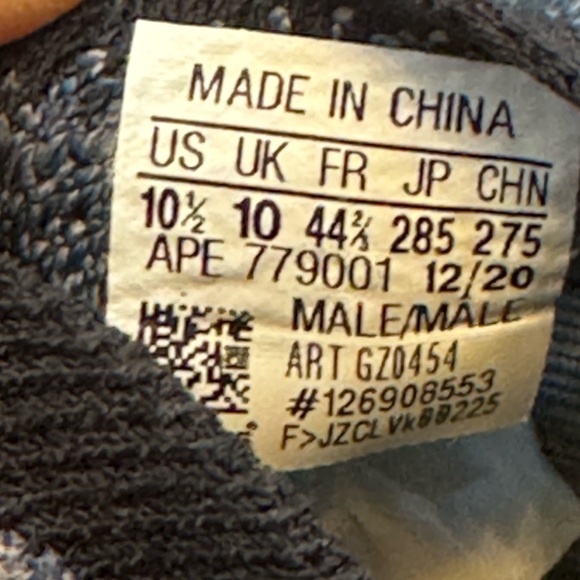 MADE IN CHINA
US UK FR JP CHN
10½ 10 44⅔ 285 275
APE 779001 12/20
MALE/MÂLE
ART GZ0454
#126908553